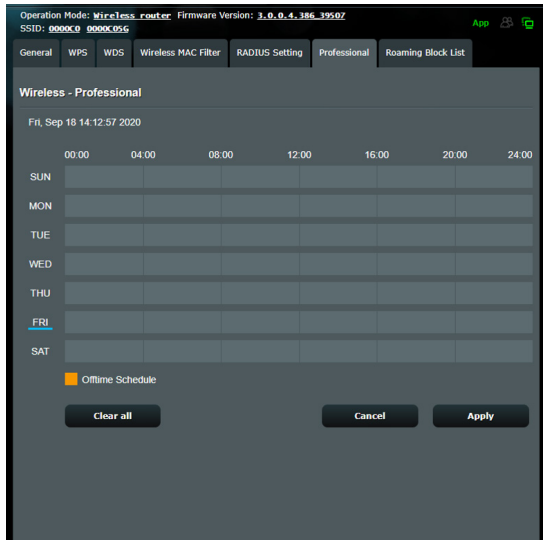 Operation Mode: Wireless router Firmware Version: 3.0.0.4.386_39507
SSID: 0000C0 0000C05G
App
General WPS WDS Wireless MAC Filter RADIUS Setting Professional Roaming Block List
Wireless - Professional
Fri, Sep 18 14:12:57 2020
00:00 04:00 08:00 12:00 16:00 20:00 24:00
SUN
MON
TUE
WED
THU
FRI
SAT
Offtime Schedule
Clear all Cancel Apply